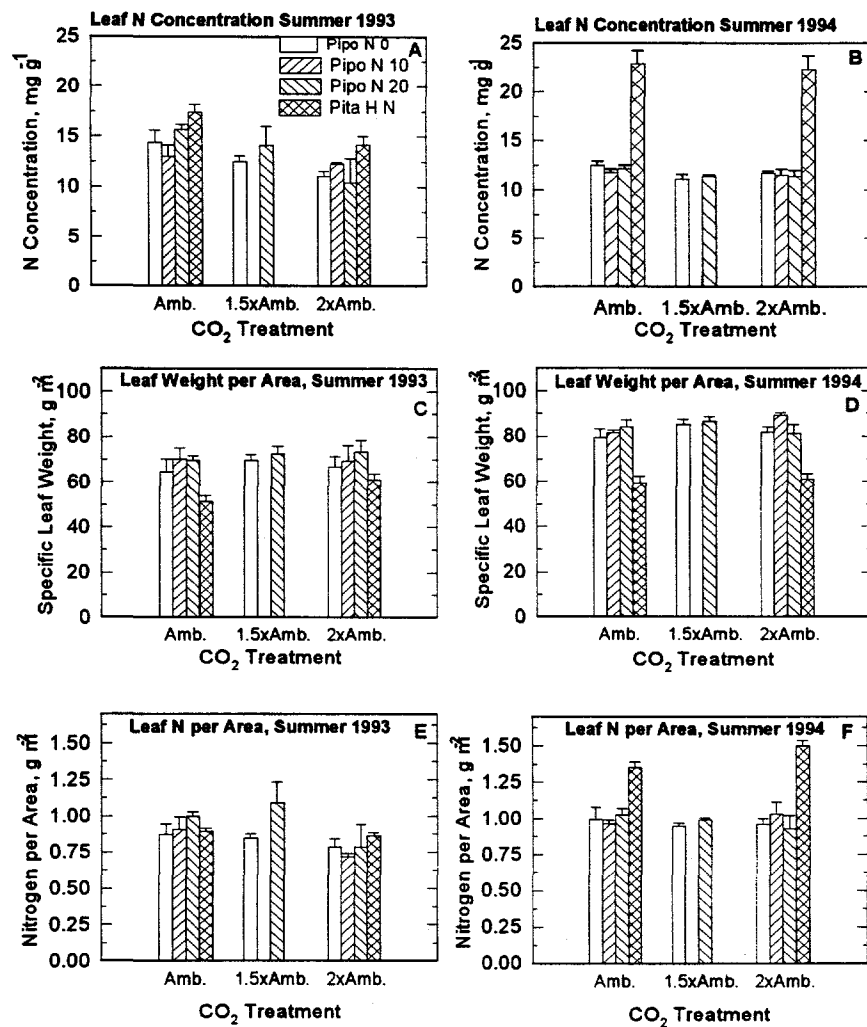 Leaf N Concentration Summer 1993
A
N Concentration, mg g-1
25
20
15
10
5
0
Pipo N 0
Pipo N 10
Pipo N 20
Pita H N
Amb. 1.5xAmb. 2xAmb.
CO2 Treatment
Leaf N Concentration Summer 1994
B
N Concentration, mg g-1
25
20
15
10
5
0
Amb. 1.5xAmb. 2xAmb.
CO2 Treatment
Leaf Weight per Area, Summer 1993
C
Specific Leaf Weight, g m-2
100
80
60
40
20
0
Amb. 1.5xAmb. 2xAmb.
CO2 Treatment
Leaf Weight per Area, Summer 1994
D
Specific Leaf Weight, g m-2
100
80
60
40
20
0
Amb. 1.5xAmb. 2xAmb.
CO2 Treatment
Leaf N per Area, Summer 1993
E
Nitrogen per Area, g m-2
1.50
1.25
1.00
0.75
0.50
0.25
0.00
Amb. 1.5xAmb. 2xAmb.
CO2 Treatment
Leaf N per Area, Summer 1994
F
Nitrogen per Area, g m-2
1.50
1.25
1.00
0.75
0.50
0.25
0.00
Amb. 1.5xAmb. 2xAmb.
CO2 Treatment